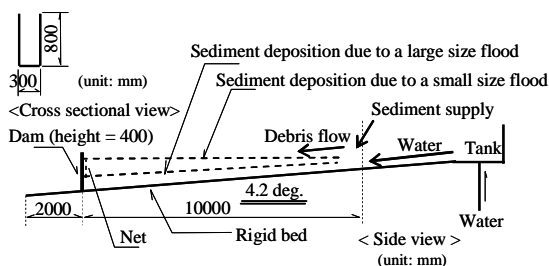 800
300
(unit: mm)
<Cross sectional view>
Sediment deposition due to a large size flood
Sediment deposition due to a small size flood
Sediment supply
Dam (height = 400)
Debris flow
Water
Tank
4.2 deg.
2000
10000
Water
Net
Rigid bed
< Side view >
(unit: mm)